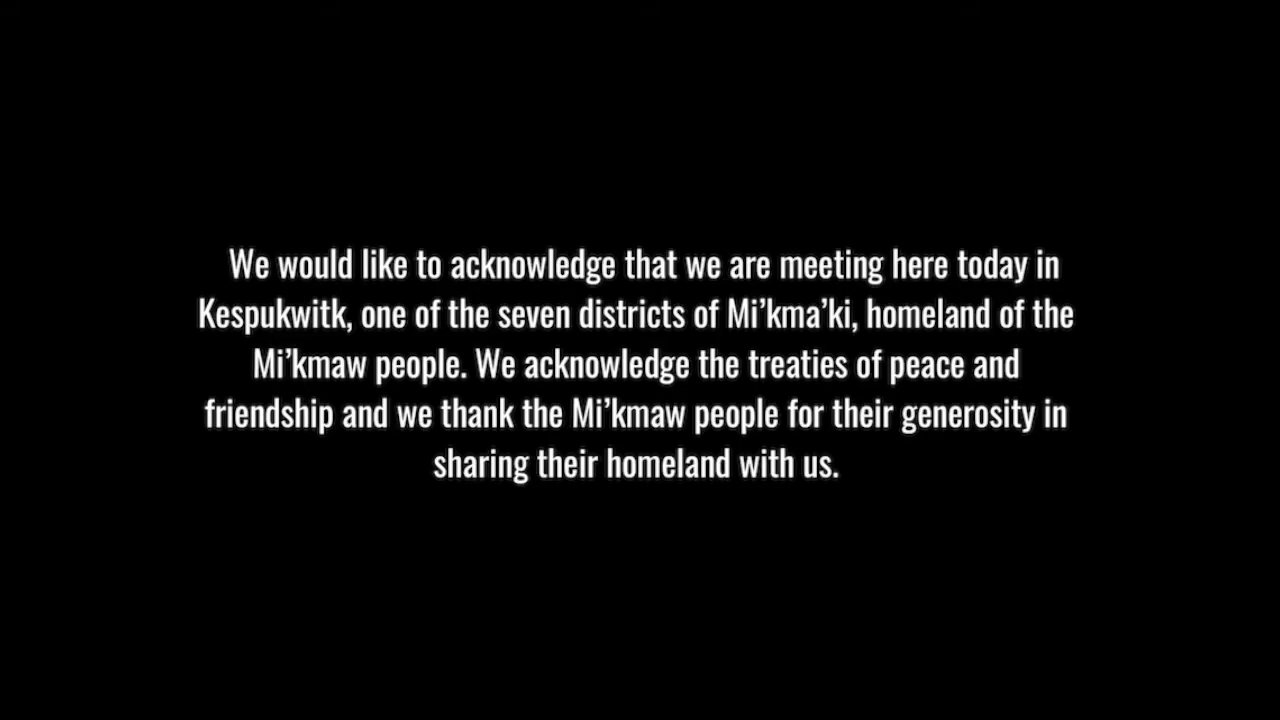 We would like to acknowledge that we are meeting here today in
Kespukwitk, one of the seven districts of Mi’kma’ki, homeland of the
Mi’kmaw people. We acknowledge the treaties of peace and
friendship and we thank the Mi’kmaw people for their generosity in
sharing their homeland with us.